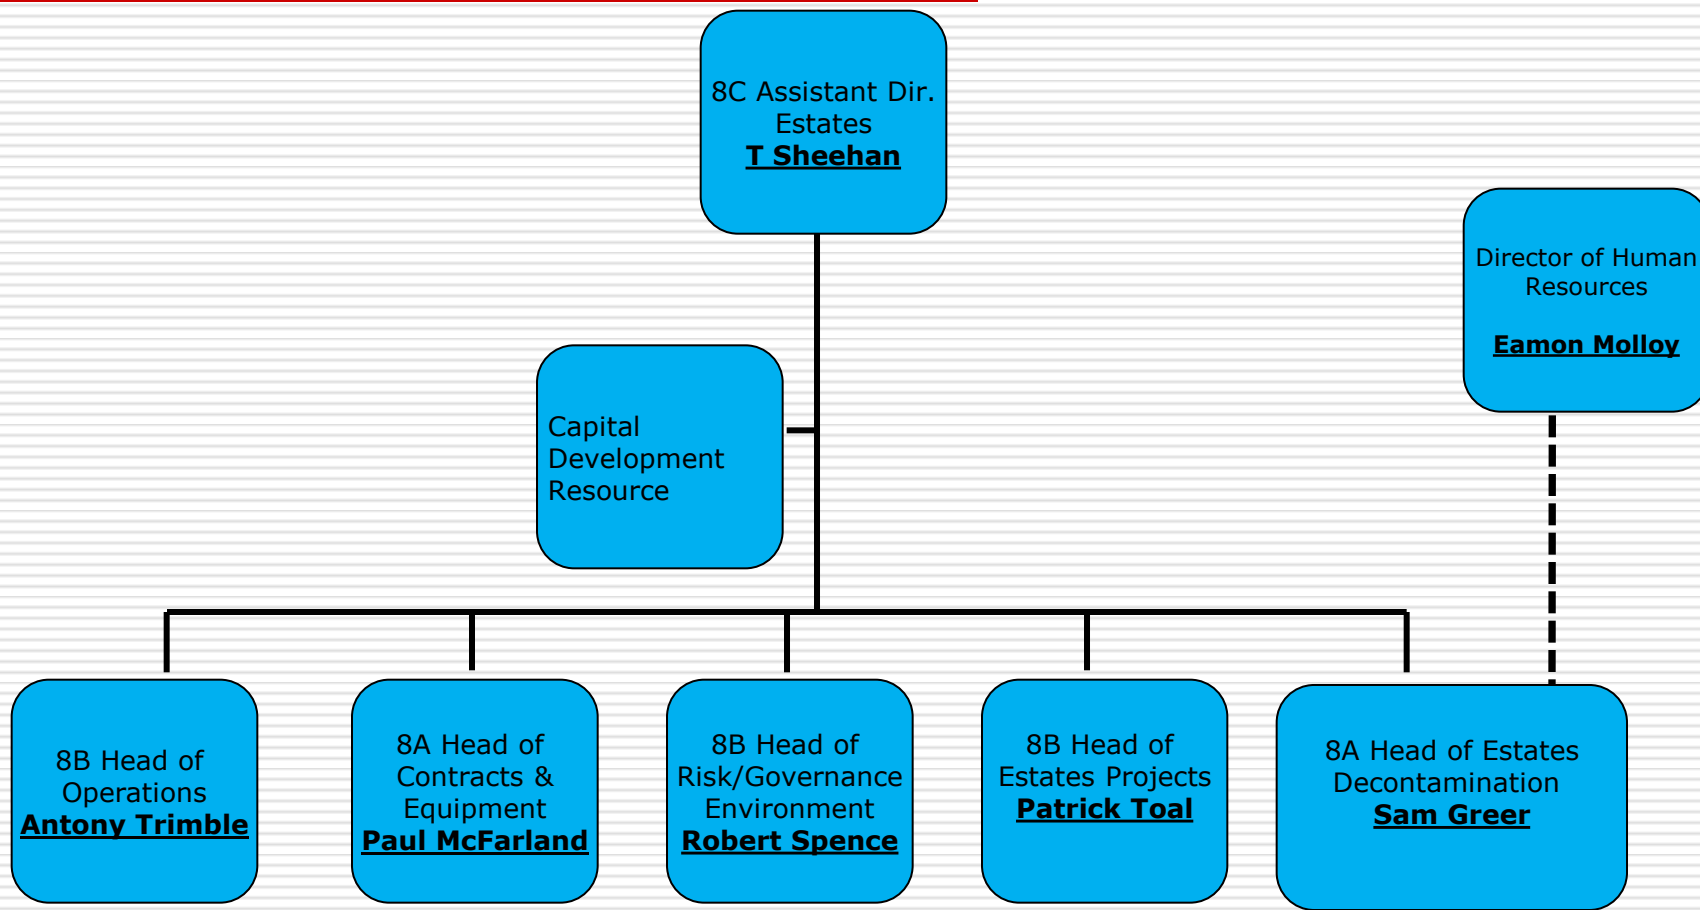 8C Assistant Dir.
Estates
T Sheehan
Director of Human
Resources
Eamon Molloy
Capital
Development
Resource
8B Head of
Operations
Antony Trimble
8A Head of
Contracts &
Equipment
Paul McFarland
8B Head of
Risk/Governance
Environment
Robert Spence
8B Head of
Estates Projects
Patrick Toal
8A Head of Estates
Decontamination
Sam Greer